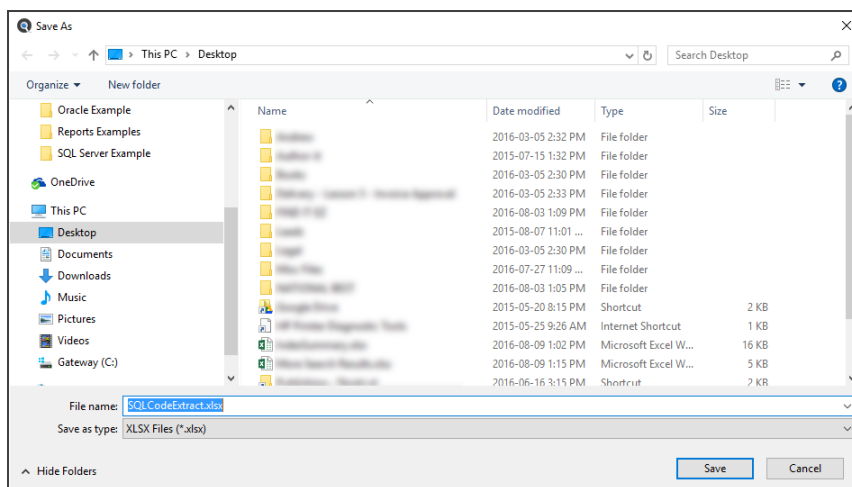 Save As
This PC > Desktop
Search Desktop
Organize
New folder
Oracle Example
Reports Examples
SQL Server Example
OneDrive
This PC
Desktop
Documents
Downloads
Music
Pictures
Videos
Gateway (C:)
Name Date modified Type Size
2016-03-05 2:32 PM File folder
2015-07-15 1:32 PM File folder
2016-03-05 2:30 PM File folder
2016-03-05 2:33 PM File folder
2016-08-03 1:09 PM File folder
2015-08-07 11:01 ... File folder
2016-03-05 2:30 PM File folder
2016-07-27 11:09 ... File folder
2016-08-03 1:05 PM File folder
2015-05-20 8:15 PM Shortcut 2 KB
2015-05-25 9:26 AM Internet Shortcut 1 KB
2016-08-09 1:02 PM Microsoft Excel W... 16 KB
2016-08-09 1:15 PM Microsoft Excel W... 5 KB
2016-06-16 3:15 PM Shortcut 2 KB
File name: SQLCodeExtract.xlsx
Save as type: XLSX Files (*.xlsx)
Hide Folders
Save
Cancel